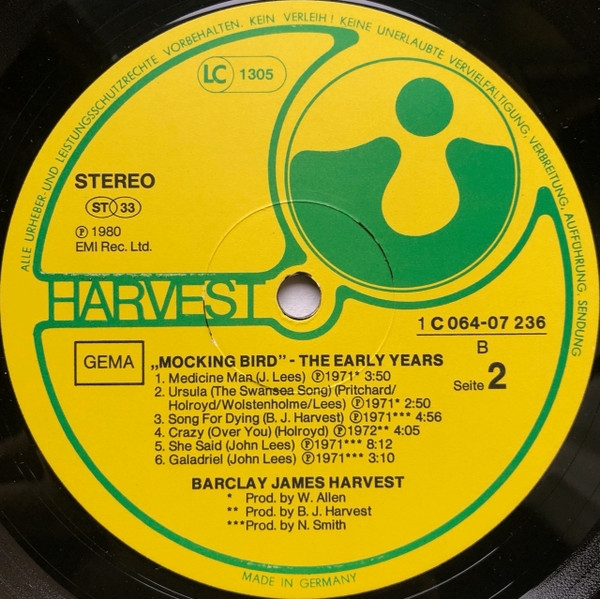 ALLE URHEBER- UND LEISTUNGSSCHUTZRECHTE VORBEHALTEN. KEIN VERLEIH! KEINE UNERLAUBTE VERVIELFÄLTIGUNG, VERBREITUNG, AUFFÜHRUNG, SENDUNG
LC 1305
STEREO
ST 33
Ⓟ 1980
EMI Rec. Ltd.
HARVEST
1 C 064-07 236
B
Seite 2
GEMA
„MOCKING BIRD” - THE EARLY YEARS
1. Medicine Man (J. Lees) Ⓟ 1971* 3:50
2. Ursula (The Swansea Song) (Pritchard/
Holroyd/Wolstenholme/Lees) Ⓟ 1971* 2:50
3. Song For Dying (B. J. Harvest) Ⓟ 1971*** 4:56
4. Crazy (Over You) (Holroyd) Ⓟ 1972** 4:05
5. She Said (John Lees) Ⓟ 1971*** 8:12
6. Galadriel (John Lees) Ⓟ 1971*** 3:10
BARCLAY JAMES HARVEST
* Prod. by W. Allen
** Prod. by B. J. Harvest
***Prod. by N. Smith
MADE IN GERMANY